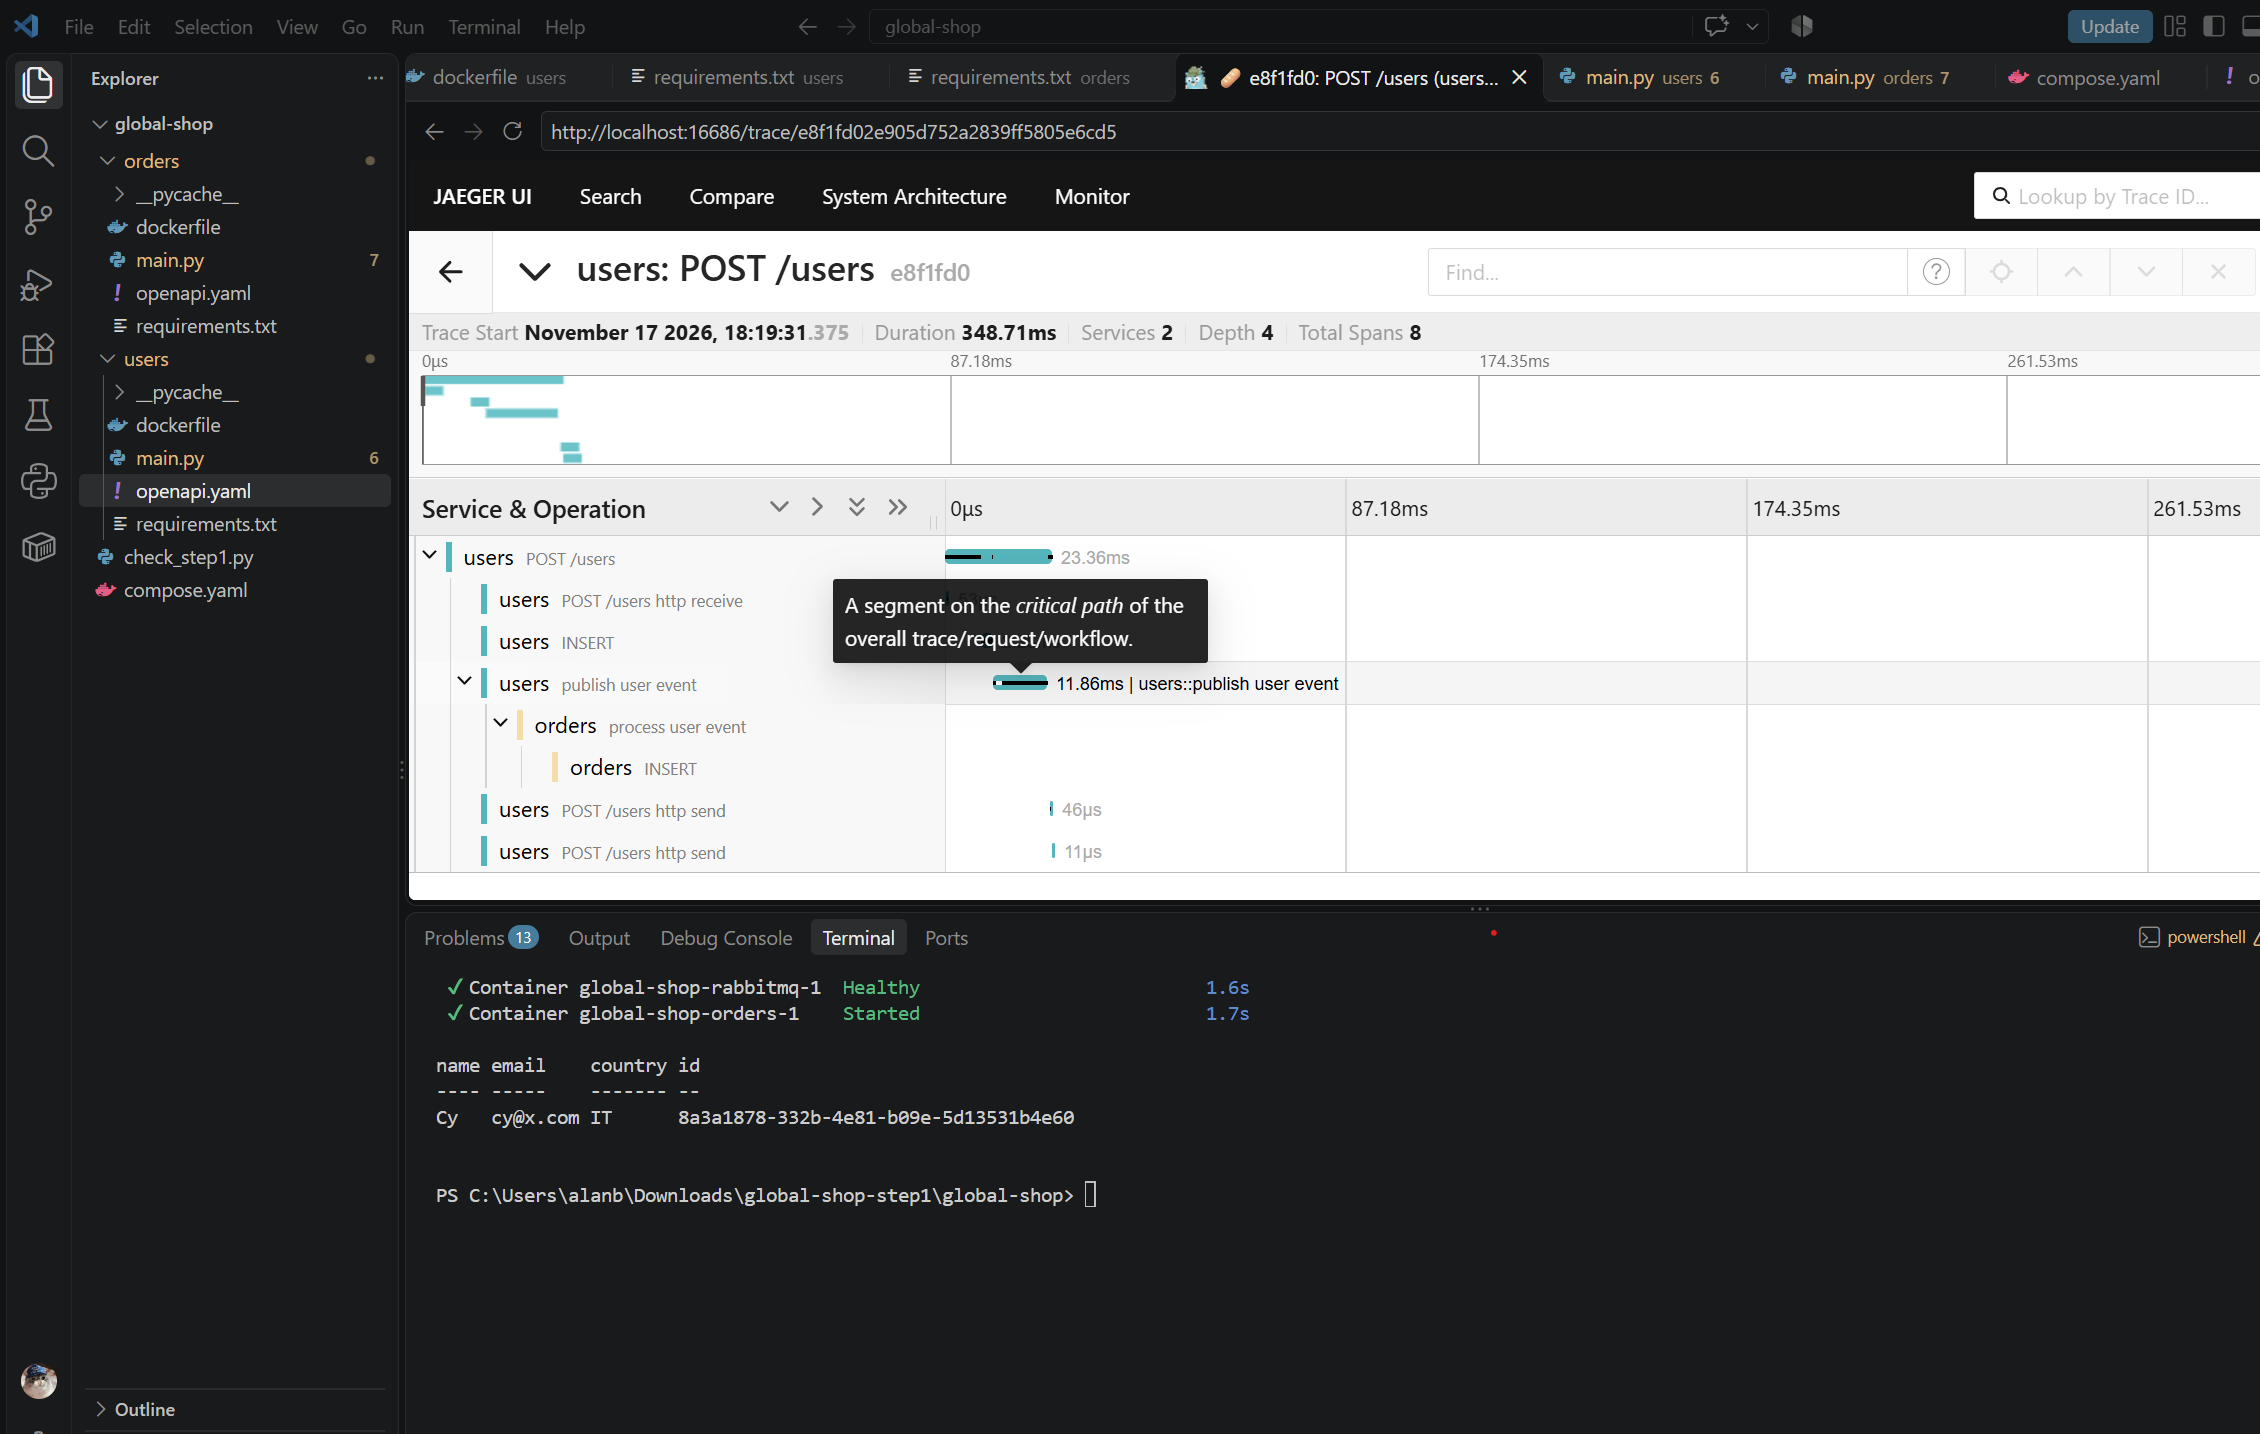 File Edit Selection View Go Run Terminal Help
global-shop
Update
Explorer
global-shop
orders
__pycache__
dockerfile
main.py 7
openapi.yaml
requirements.txt
users
__pycache__
dockerfile
main.py 6
openapi.yaml
requirements.txt
check_step1.py
compose.yaml
Outline
dockerfile users
requirements.txt users
requirements.txt orders
e8f1fd0: POST /users (users...
main.py users 6
main.py orders 7
compose.yaml
http://localhost:16686/trace/e8f1fd02e905d752a2839ff5805e6cd5
JAEGER UI Search Compare System Architecture Monitor
Lookup by Trace ID...
users: POST /users e8f1fd0
Find...
Trace Start November 17 2026, 18:19:31.375 Duration 348.71ms Services 2 Depth 4 Total Spans 8
0μs 87.18ms 174.35ms 261.53ms
Service & Operation 0μs 87.18ms 174.35ms 261.53ms
users POST /users 23.36ms
users POST /users http receive
A segment on the critical path of the
overall trace/request/workflow.
users INSERT
users publish user event 11.86ms | users::publish user event
orders process user event
orders INSERT
users POST /users http send 46μs
users POST /users http send 11μs
Problems 13 Output Debug Console Terminal Ports
powershell
✓ Container global-shop-rabbitmq-1 Healthy 1.6s
✓ Container global-shop-orders-1 Started 1.7s
name email country id
---- ----- ------- --
Cy cy@x.com IT 8a3a1878-332b-4e81-b09e-5d13531b4e60
PS C:\Users\alanb\Downloads\global-shop-step1\global-shop>